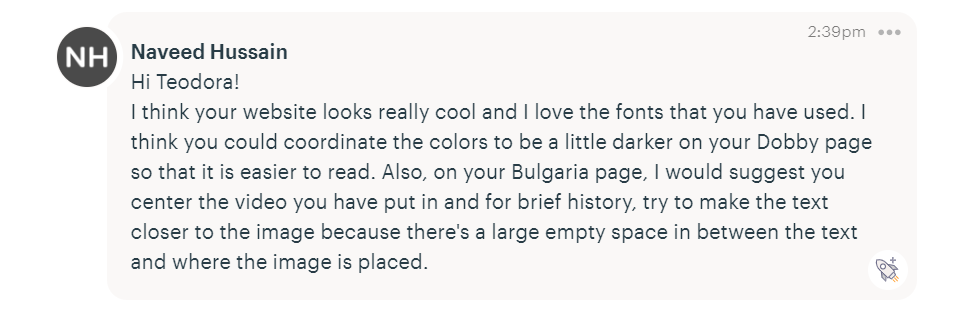 2:39pm
NH
Naveed Hussain
Hi Teodora!
I think your website looks really cool and I love the fonts that you have used. I
think you could coordinate the colors to be a little darker on your Dobby page
so that it is easier to read. Also, on your Bulgaria page, I would suggest you
center the video you have put in and for brief history, try to make the text
closer to the image because there's a large empty space in between the text
and where the image is placed.